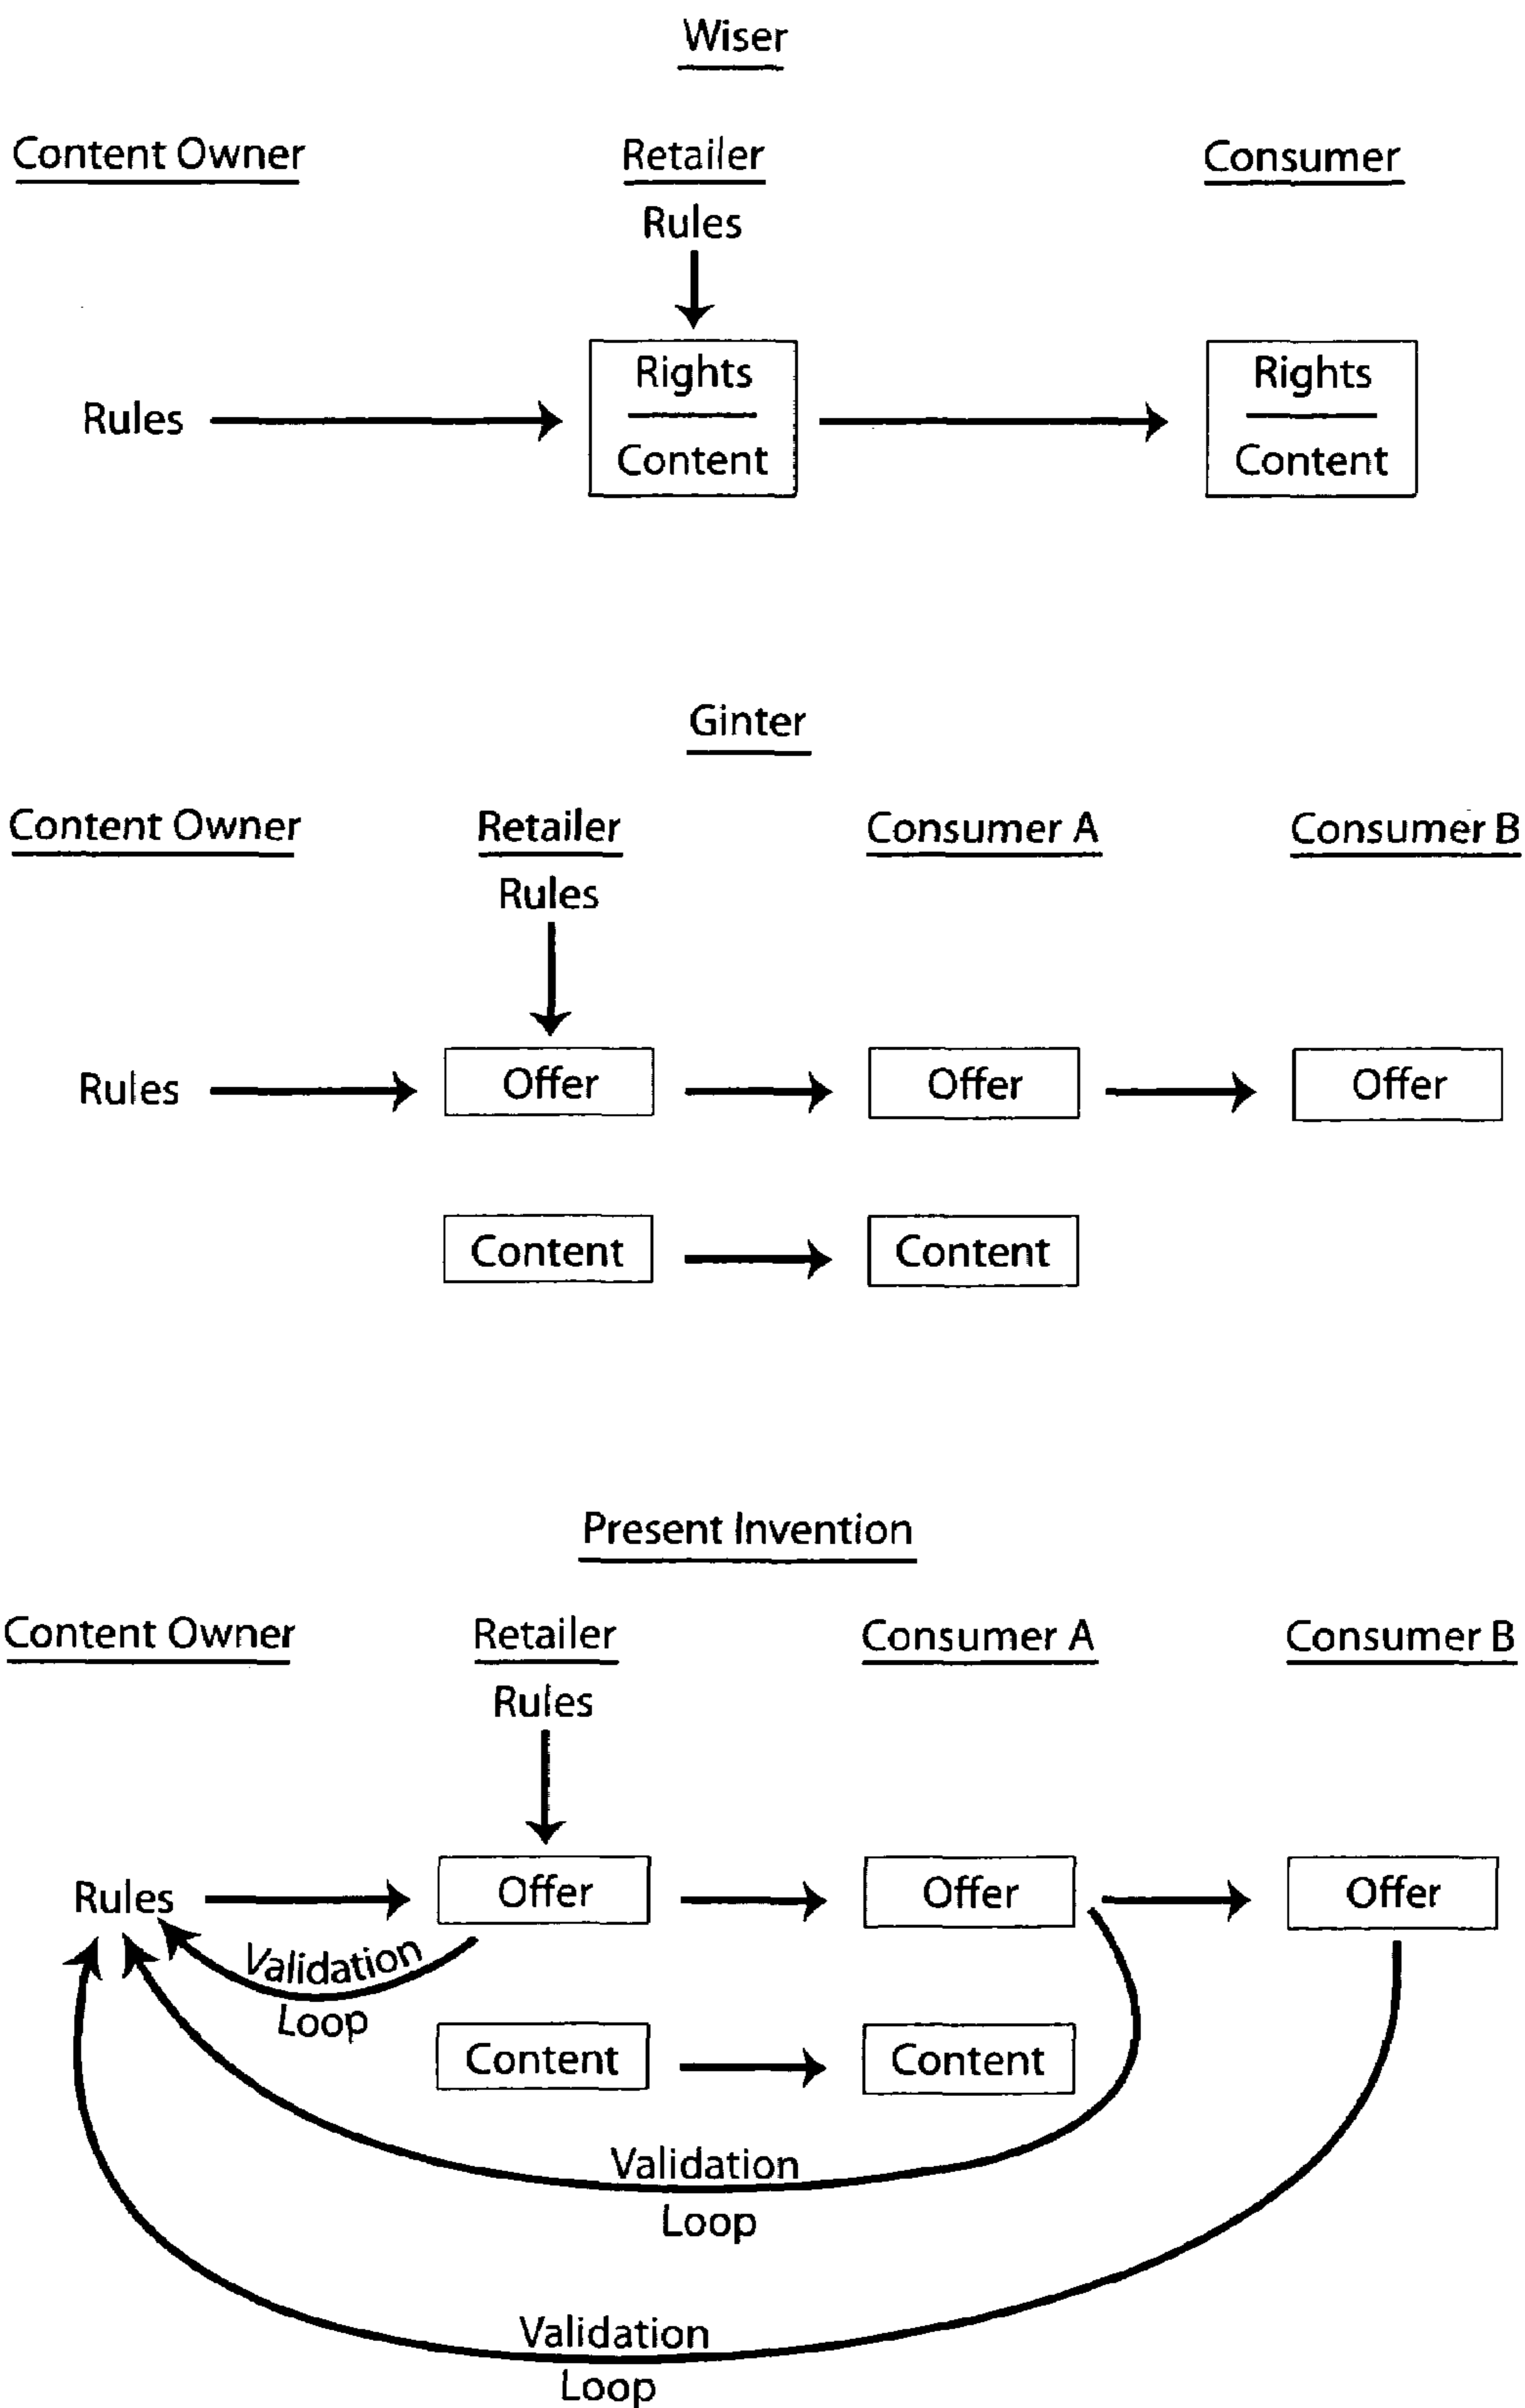 Wiser
Content Owner Retailer Consumer
Rules
Rights Rights
Rules
Content Content
Ginter
Content Owner Retailer Consumer A Consumer B
Rules
Rules Offer Offer Offer
Content Content
Present Invention
Content Owner Retailer Consumer A Consumer B
Rules
Rules Offer Offer Offer
Validation
Loop
Content Content
Validation
Loop
Validation
Loop